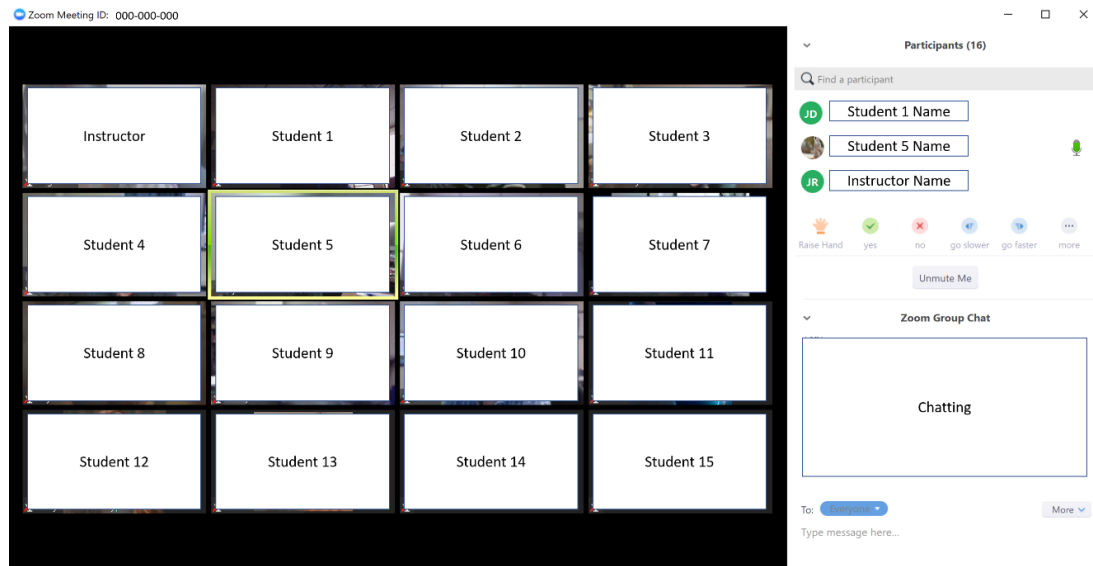 Zoom Meeting ID: 000-000-000
Instructor
Student 1
Student 2
Student 3
Student 4
Student 5
Student 6
Student 7
Student 8
Student 9
Student 10
Student 11
Student 12
Student 13
Student 14
Student 15
Participants (16)
Find a participant
JD Student 1 Name
Student 5 Name
JR Instructor Name
Raise Hand yes no go slower go faster more
Unmute Me
Zoom Group Chat
Chatting
To: Everyone More
Type message here...